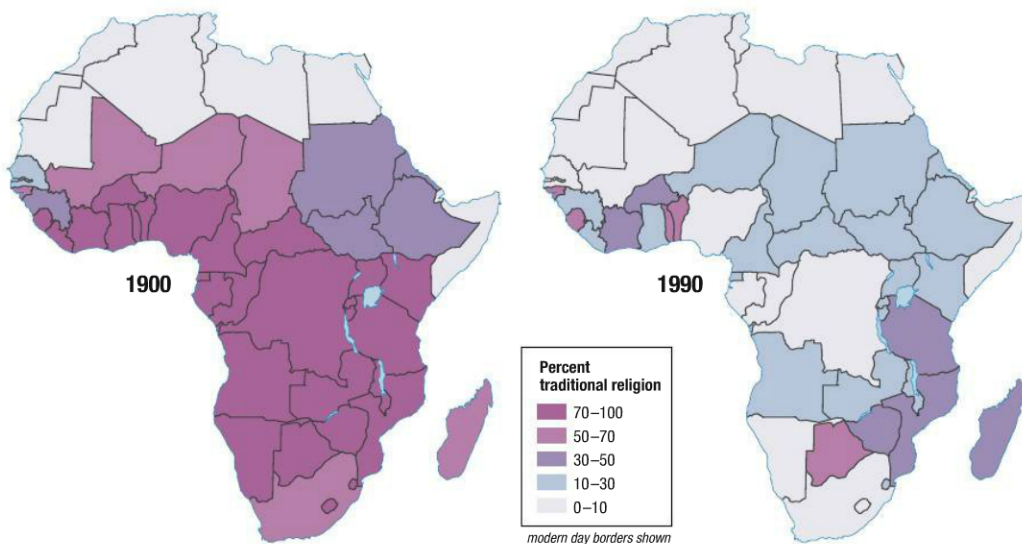 1900
1990
Percent
traditional religion
70–100
50–70
30–50
10–30
0–10
modern day borders shown